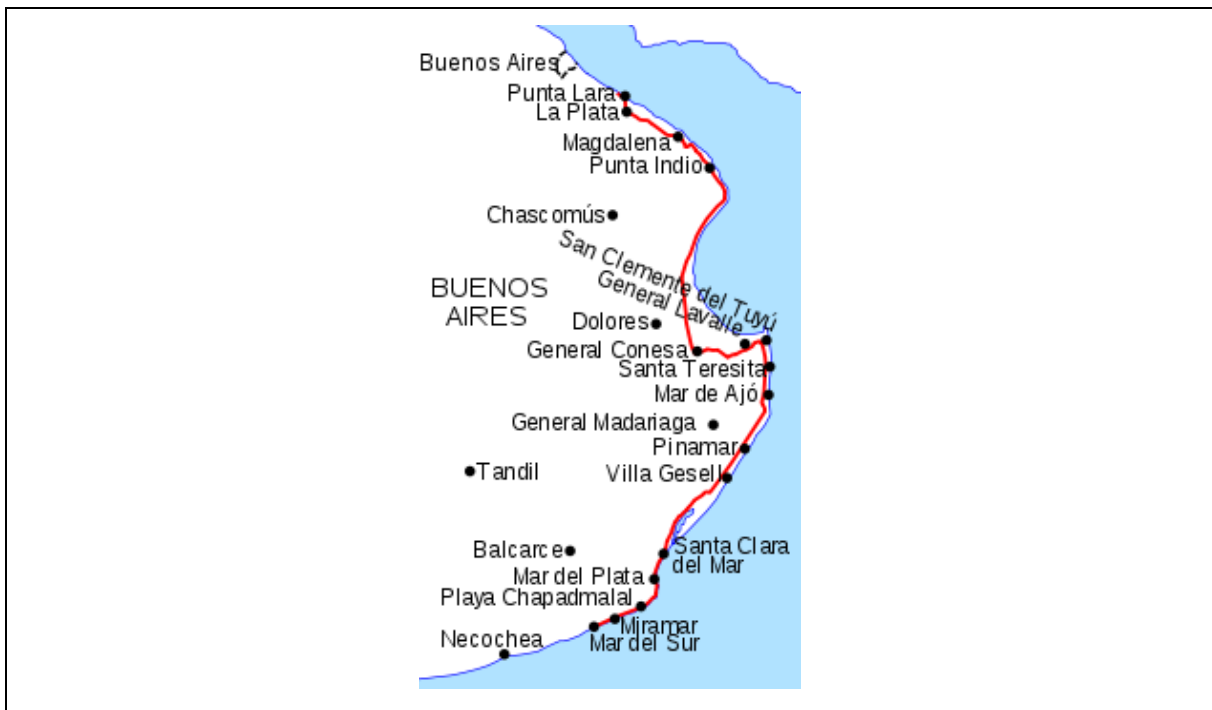 Buenos Aires
Punta Lara
La Plata
Magdalena
Punta Indio
Chascomús
San Clemente del Tuyú
General Lavalle
BUENOS
AIRES
Dolores
General Conesa
Santa Teresita
Mar de Ajó
General Madariaga
Pinamar
Villa Gesell
Tandil
Santa Clara
del Mar
Balcarce
Mar del Plata
Playa Chapadmalal
Miramar
Mar del Sur
Necochea